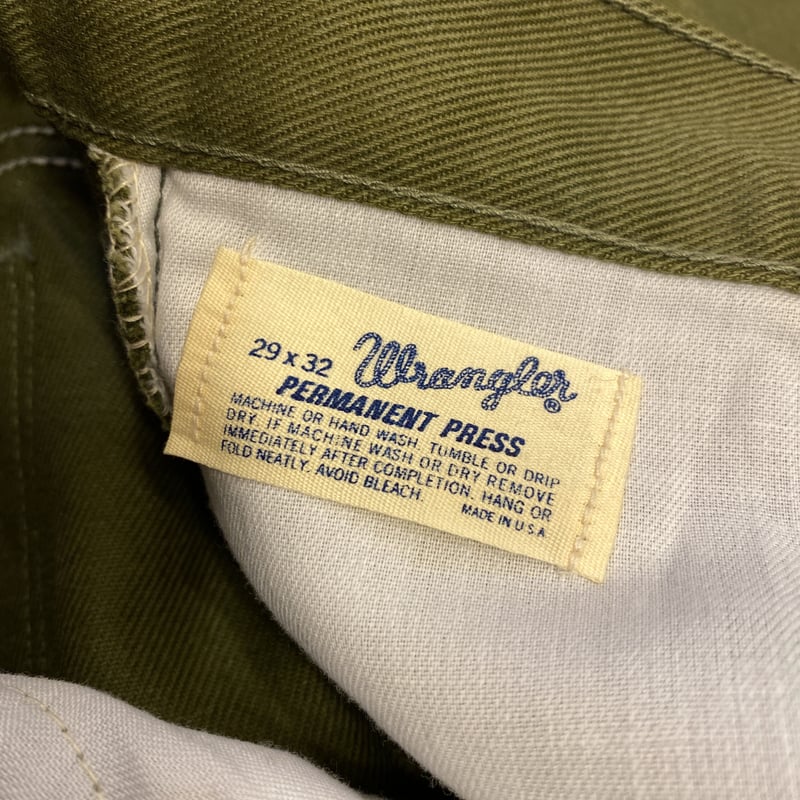 29 x 32 Wrangler®
PERMANENT PRESS
MACHINE OR HAND WASH. TUMBLE OR DRIP
DRY. IF MACHINE WASH OR DRY REMOVE
IMMEDIATELY AFTER COMPLETION. HANG OR
FOLD NEATLY. AVOID BLEACH.
MADE IN U.S.A.